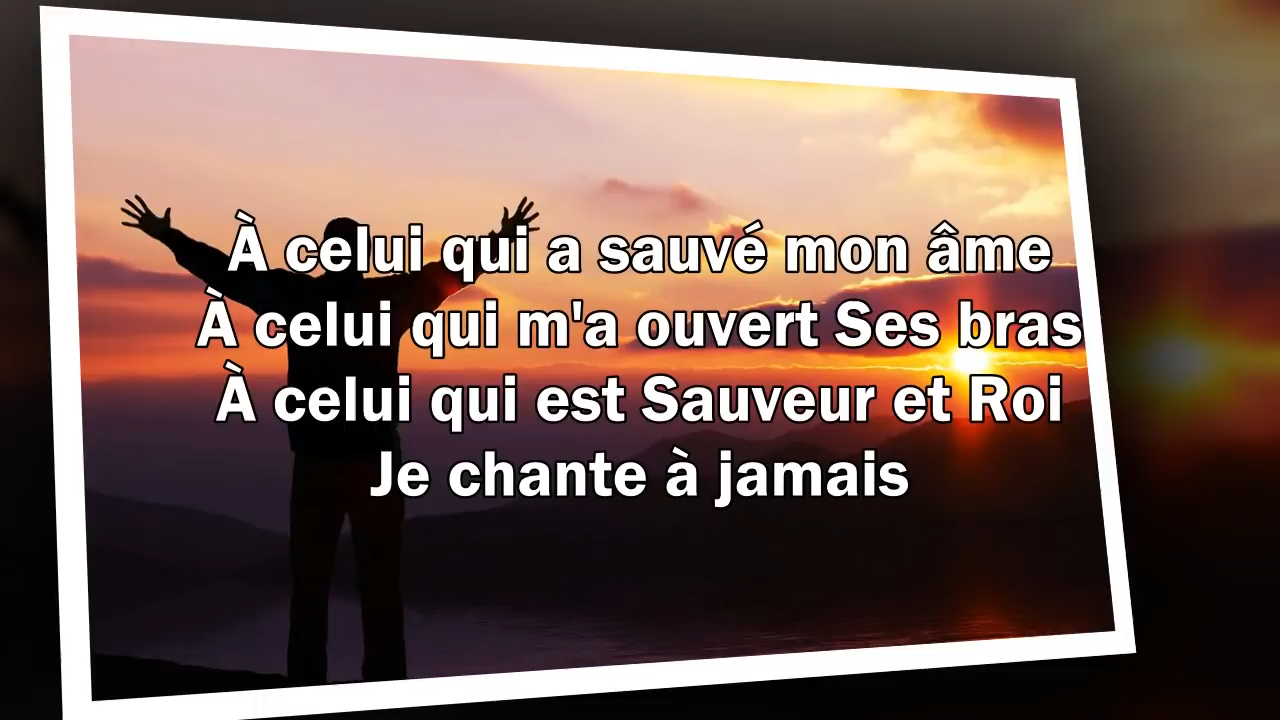 À celui qui a sauvé mon âme
À celui qui m'a ouvert Ses bras
À celui qui est Sauveur et Roi
Je chante à jamais